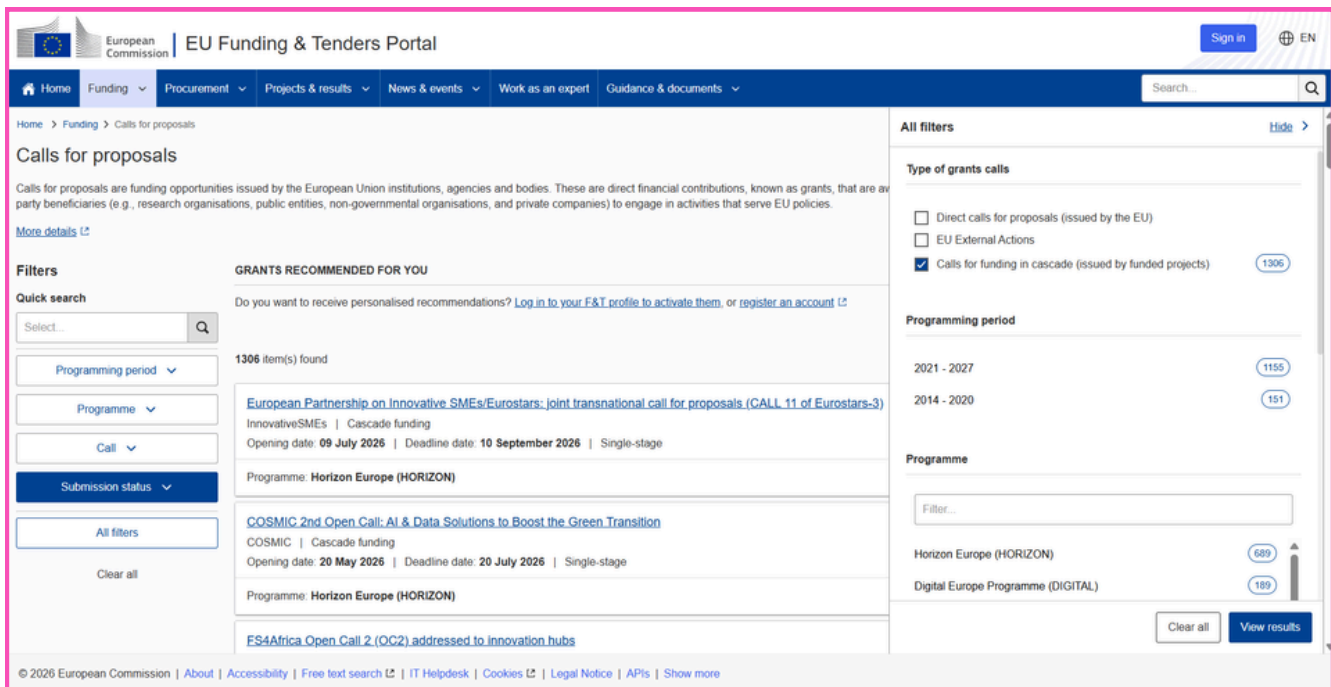 European
Commission
EU Funding & Tenders Portal
Sign in
EN
Home
Funding
Procurement
Projects & results
News & events
Work as an expert
Guidance & documents
Search...
Home > Funding > Calls for proposals
Calls for proposals
Calls for proposals are funding opportunities issued by the European Union institutions, agencies and bodies. These are direct financial contributions, known as grants, that are
party beneficiaries (e.g., research organisations, public entities, non-governmental organisations, and private companies) to engage in activities that serve EU policies.
More details
Filters
Quick search
Select...
Programming period
Programme
Call
Submission status
All filters
Clear all
GRANTS RECOMMENDED FOR YOU
Do you want to receive personalised recommendations? Log in to your F&T profile to activate them, or register an account
1306 item(s) found
European Partnership on Innovative SMEs/Eurostars: joint transnational call for proposals (CALL 11 of Eurostars-3)
InnovativeSMEs | Cascade funding
Opening date: 09 July 2026 | Deadline date: 10 September 2026 | Single-stage
Programme: Horizon Europe (HORIZON)
COSMIC 2nd Open Call: AI & Data Solutions to Boost the Green Transition
COSMIC | Cascade funding
Opening date: 20 May 2026 | Deadline date: 20 July 2026 | Single-stage
Programme: Horizon Europe (HORIZON)
FS4Africa Open Call 2 (OC2) addressed to innovation hubs
All filters
Hide >
Type of grants calls
Direct calls for proposals (issued by the EU)
EU External Actions
Calls for funding in cascade (issued by funded projects) 1306
Programming period
2021 - 2027 1155
2014 - 2020 151
Programme
Filter...
Horizon Europe (HORIZON) 689
Digital Europe Programme (DIGITAL) 189
Clear all
View results
© 2026 European Commission | About | Accessibility | Free text search | IT Helpdesk | Cookies | Legal Notice | APIs | Show more